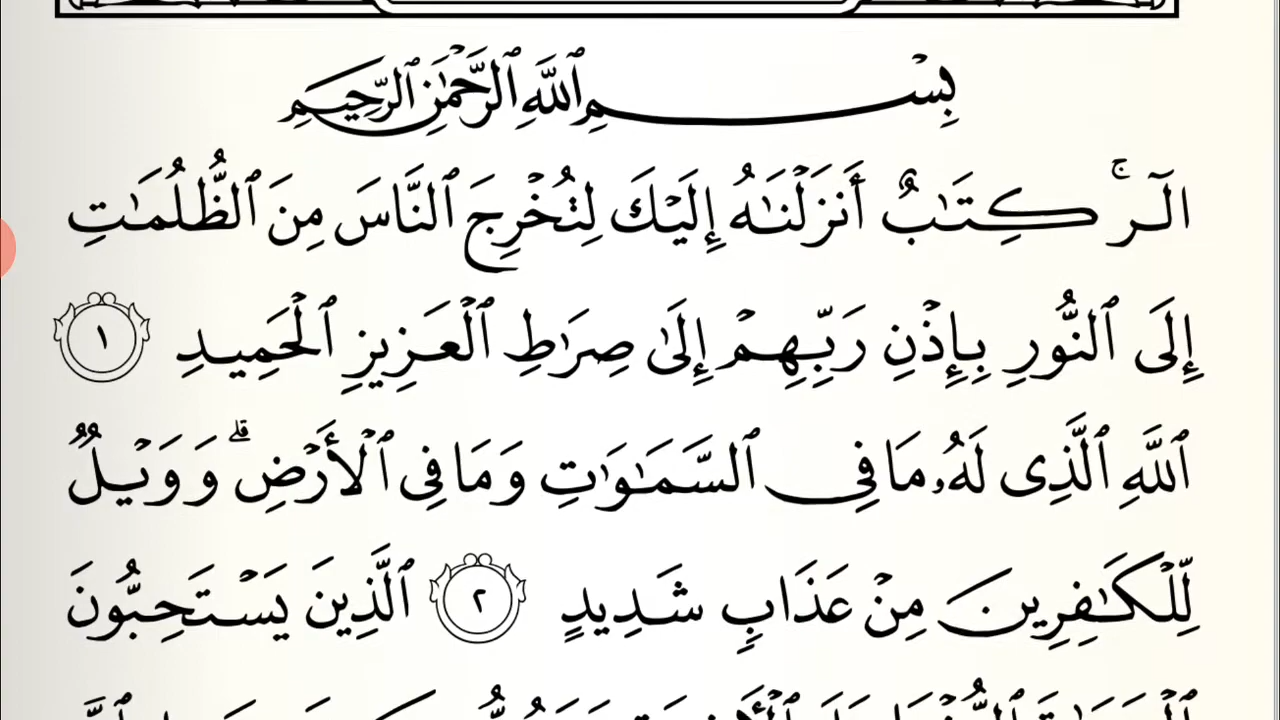 بِسۡمِ ٱللَّهِ ٱلرَّحۡمَٰنِ ٱلرَّحِيمِ
الٓرۚ كِتَٰبٌ أَنزَلۡنَٰهُ إِلَيۡكَ لِتُخۡرِجَ ٱلنَّاسَ مِنَ ٱلظُّلُمَٰتِ
إِلَى ٱلنُّورِ بِإِذۡنِ رَبِّهِمۡ إِلَىٰ صِرَٰطِ ٱلۡعَزِيزِ ٱلۡحَمِيدِ ١
ٱللَّهِ ٱلَّذِى لَهُۥ مَا فِى ٱلسَّمَٰوَٰتِ وَمَا فِى ٱلۡأَرۡضِۗ وَوَيۡلٞ
لِّلۡكَٰفِرِينَ مِنۡ عَذَابٖ شَدِيدٍ ٢ ٱلَّذِينَ يَسۡتَحِبُّونَ